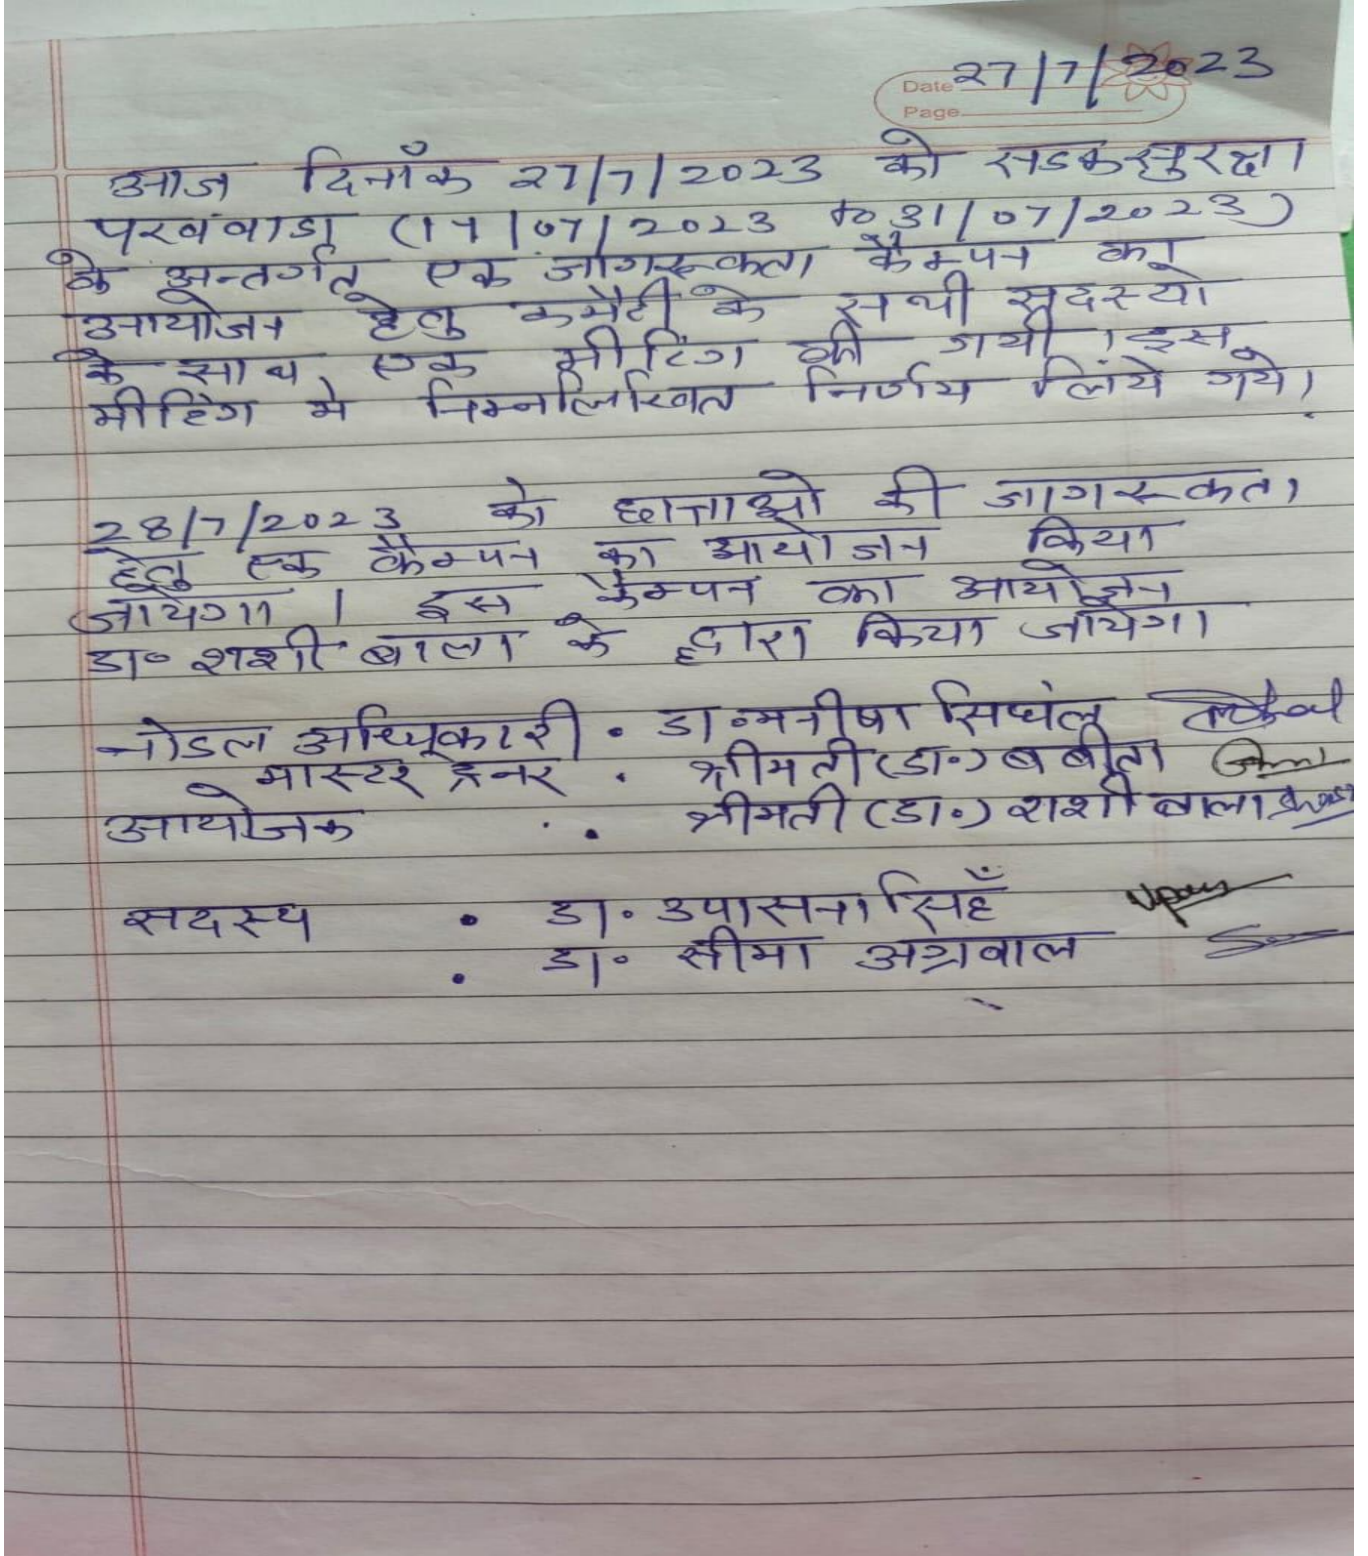 Date 27/7/2023
Page
आज दिनाँक 27/7/2023 को सडक सुरक्षा
पखवाडा (17/07/2023 to 31/07/2023)
के अन्तर्गत एक जागरूकता कैम्पन का
आयोजन हेतु कमैटी के सभी सदस्यो
के साथ एक मीटिंग की गयी। इस
मीटिंग मे निम्नलिखित निर्णय लिये गये।
28/7/2023 को छात्राओ की जागरूकता
हेतु एक कैम्पन का आयोजन किया
जायेगा। इस कैम्पन का आयोजन
डा० शशी बाला के द्वारा किया जायेगा
नोडल अधिकारी • डा० मनीषा सिंघल
मास्टर ट्रेनर • श्रीमती (डा०) बबीता
आयोजक • श्रीमती (डा०) शशी बाला
सदस्य • डा० उपासना सिहँ
• डा० सीमा अग्रवाल